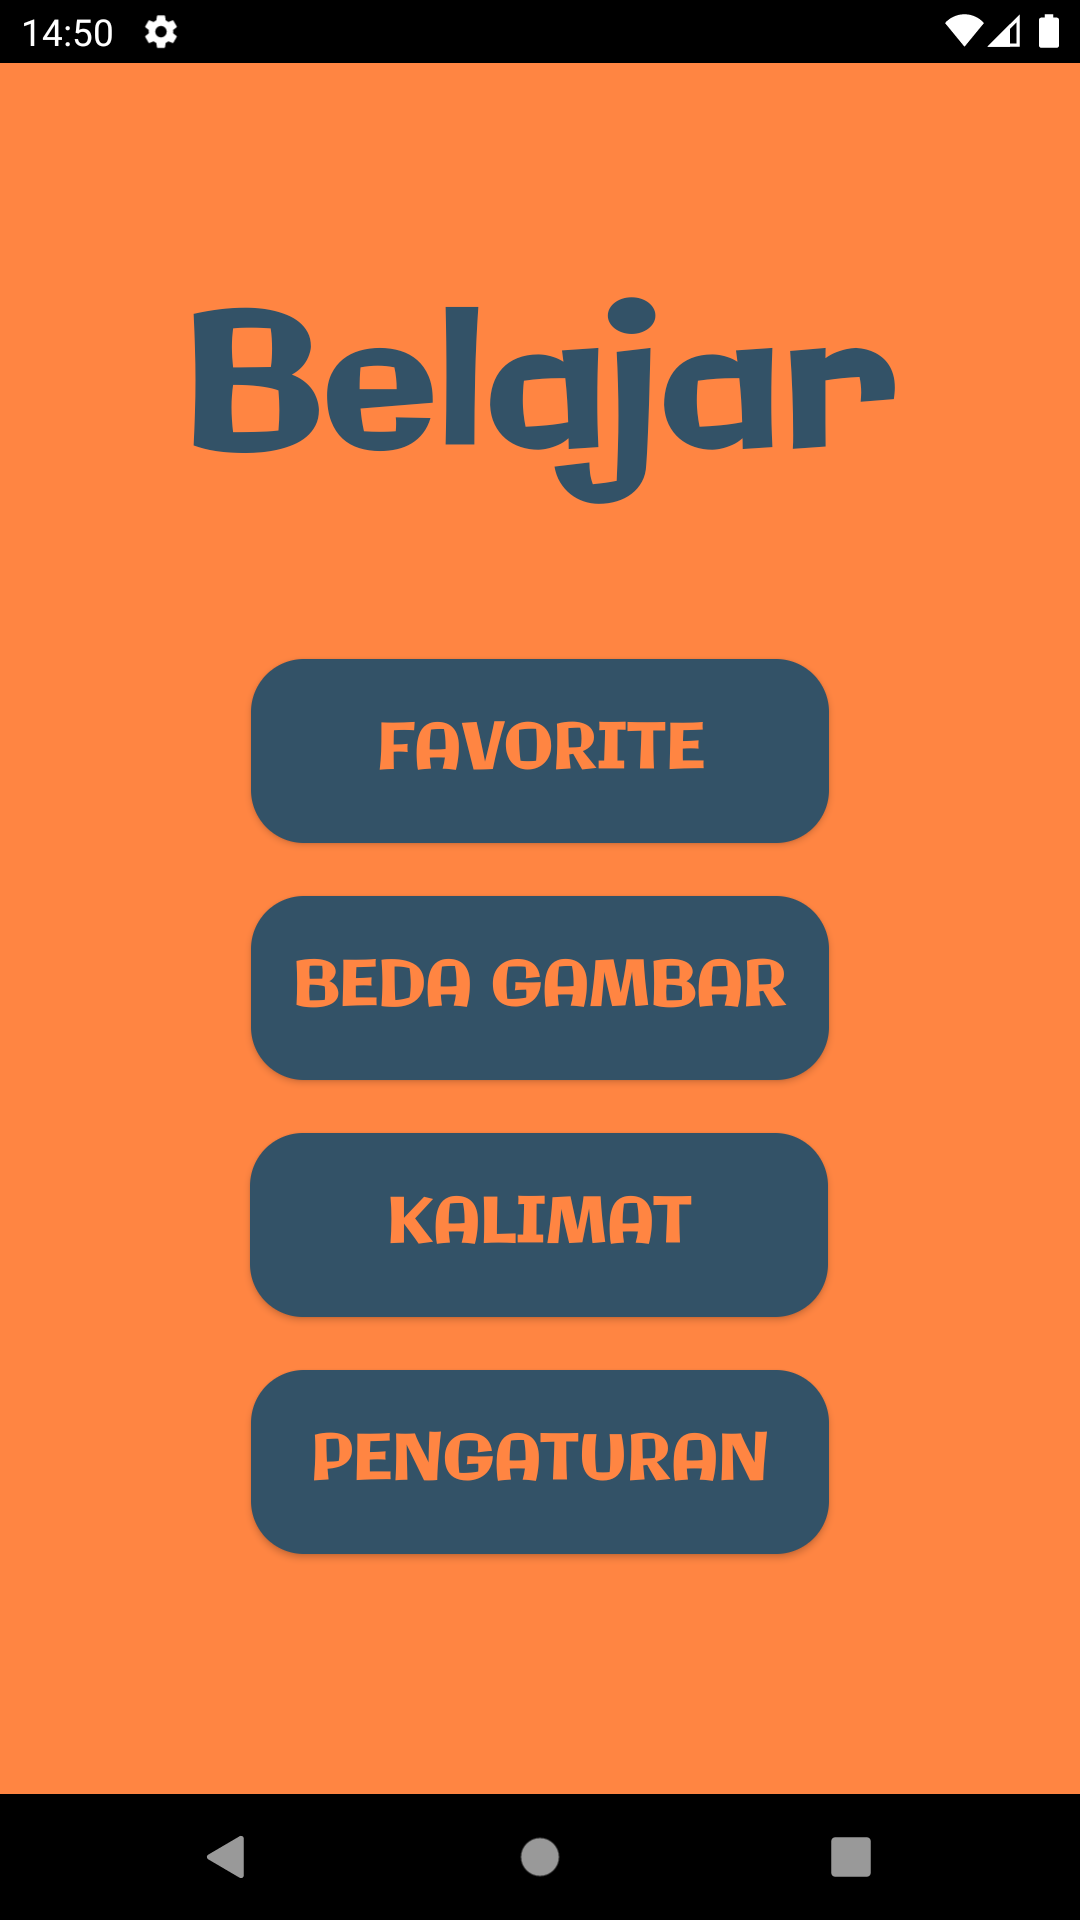 14:50
Belajar
FAVORITE
BEDA GAMBAR
KALIMAT
PENGATURAN